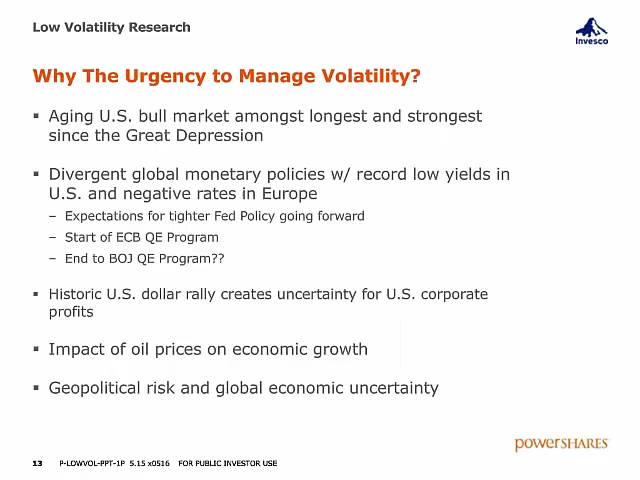 Low Volatility Research
Invesco
Why The Urgency to Manage Volatility?
▪ Aging U.S. bull market amongst longest and strongest
since the Great Depression
▪ Divergent global monetary policies w/ record low yields in
U.S. and negative rates in Europe
– Expectations for tighter Fed Policy going forward
– Start of ECB QE Program
– End to BOJ QE Program??
▪ Historic U.S. dollar rally creates uncertainty for U.S. corporate
profits
▪ Impact of oil prices on economic growth
▪ Geopolitical risk and global economic uncertainty
powerSHARES
13 P-LOWVOL-PPT-1P 5.15 x0516 FOR PUBLIC INVESTOR USE